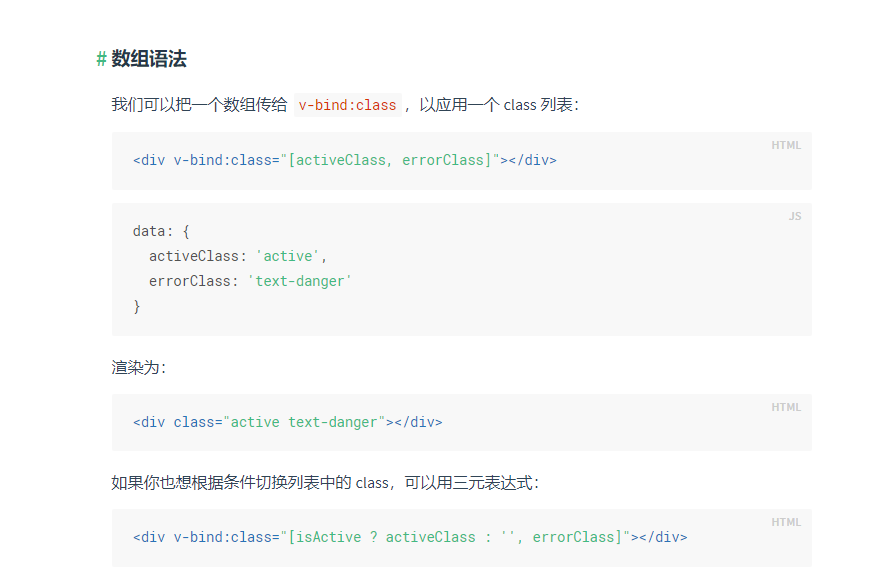 # 数组语法
我们可以把一个数组传给 v-bind:class，以应用一个 class 列表：
HTML
<div v-bind:class="[activeClass, errorClass]"></div>
JS
data: {
  activeClass: 'active',
  errorClass: 'text-danger'
}
渲染为：
HTML
<div class="active text-danger"></div>
如果你也想根据条件切换列表中的 class，可以用三元表达式：
HTML
<div v-bind:class="[isActive ? activeClass : '', errorClass]"></div>